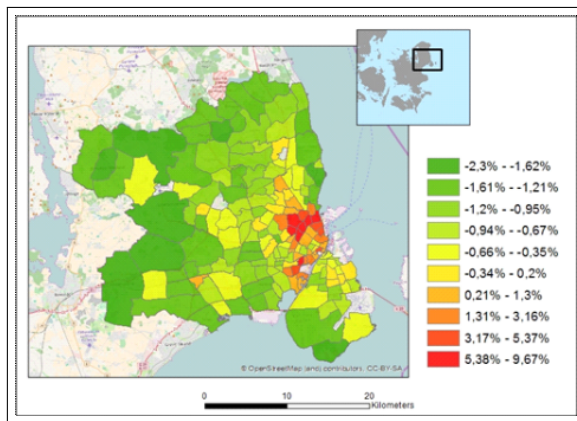 -2,3% - -1,62%
-1,61% - -1,21%
-1,2% - -0,95%
-0,94% - -0,67%
-0,66% - -0,35%
-0,34% - 0,2%
0,21% - 1,3%
1,31% - 3,16%
3,17% - 5,37%
5,38% - 9,67%
© OpenStreetMap (and) contributors, CC-BY-SA
0 10 20
Kilometers